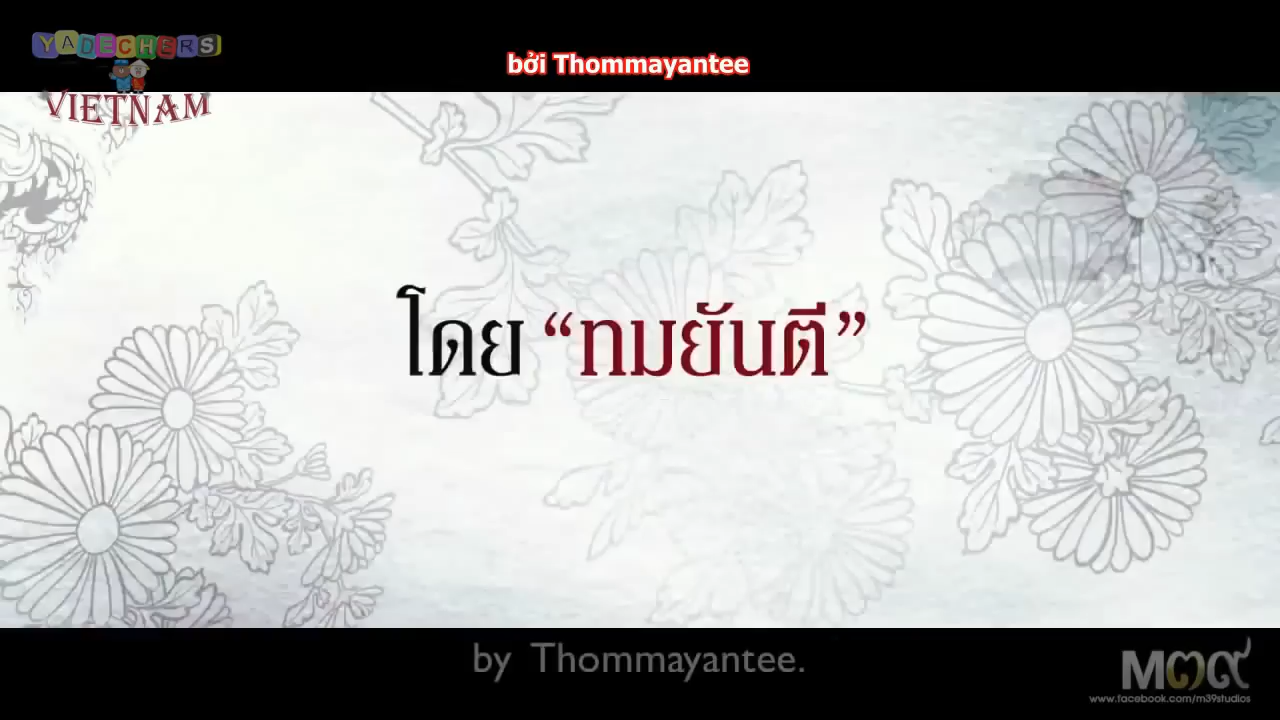 YADECHERS
VIETNAM
bởi Thommayantee
โดย “ทมยันตี”
by Thommayantee.
M๓๙
www.facebook.com/m39studios